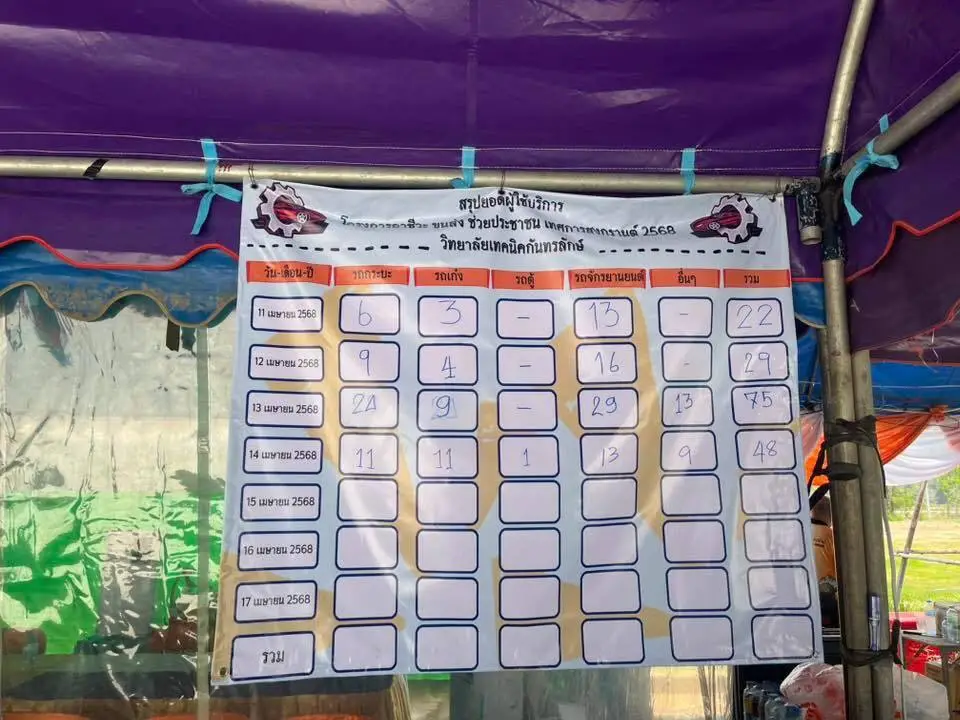 สรุปยอดผู้ใช้บริการ
โครงการอาชีวะ ขนส่ง ช่วยประชาชน เทศการสงกรานต์ 2568
วิทยาลัยเทคนิคกันทรลักษ์
วัน-เดือน-ปี รถกระบะ รถเก๋ง รถตู้ รถจักรยานยนต์ อื่นๆ รวม
11 เมษายน 2568 6 3 - 13 - 22
12 เมษายน 2568 9 4 - 16 - 29
13 เมษายน 2568 24 9 - 29 13 75
14 เมษายน 2568 11 11 1 13 9 48
15 เมษายน 2568
16 เมษายน 2568
17 เมษายน 2568
รวม